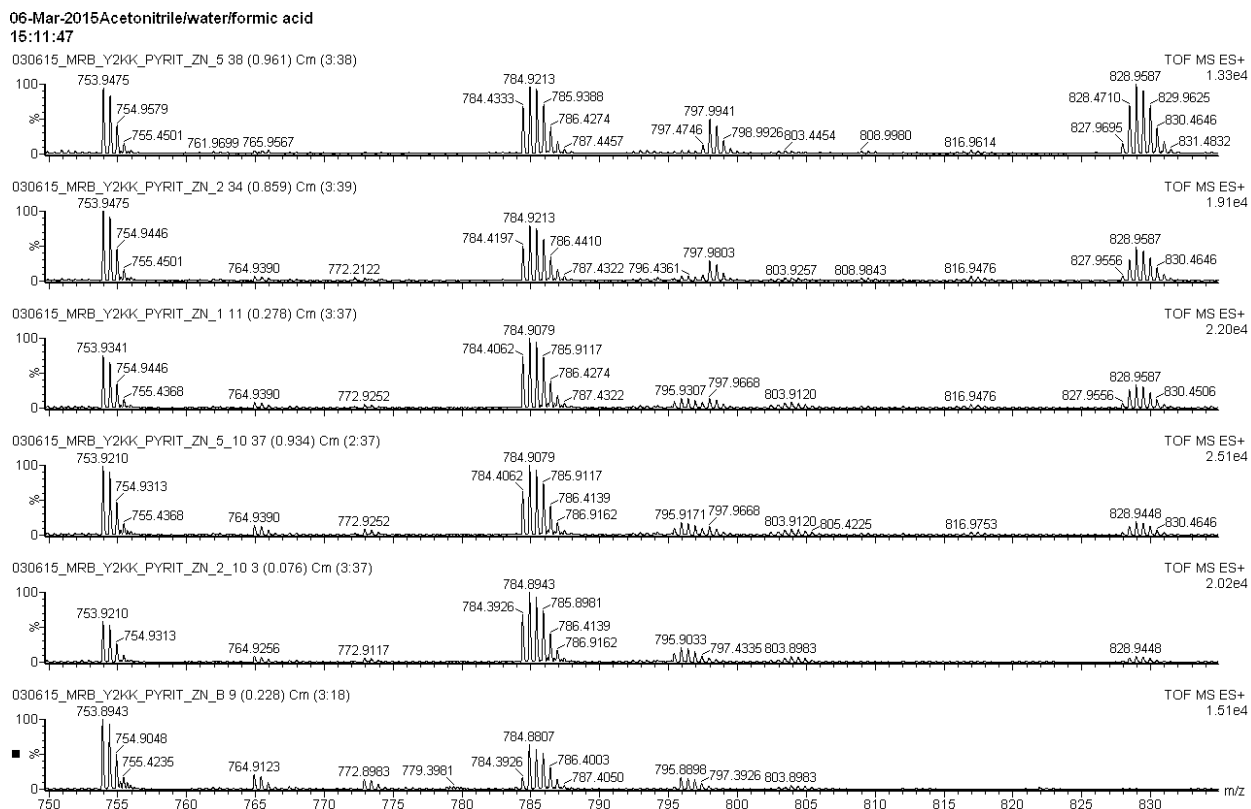 06-Mar-2015Acetonitrile/water/formic acid
15:11:47
030615_MRB_Y2KK_PYRIT_ZN_5 38 (0.961) Cm (3:38) TOF MS ES+
1.33e4
100 753.9475 754.9579 755.4501 761.9699 765.9567 784.4333 784.9213 785.9388 786.4274 787.4457 797.4746 797.9941 798.9926 803.4454 808.9980 816.9614 827.9695 828.4710 828.9587 829.9625 830.4646 831.4832
%
0
030615_MRB_Y2KK_PYRIT_ZN_2 34 (0.859) Cm (3:39) TOF MS ES+
1.91e4
100 753.9475 754.9446 755.4501 764.9390 772.2122 784.4197 784.9213 786.4410 787.4322 796.4361 797.9803 803.9257 808.9843 816.9476 827.9556 828.9587 830.4646
%
0
030615_MRB_Y2KK_PYRIT_ZN_1 11 (0.278) Cm (3:37) TOF MS ES+
2.20e4
100 753.9341 754.9446 755.4368 764.9390 772.9252 784.4062 784.9079 785.9117 786.4274 787.4322 795.9307 797.9668 803.9120 816.9476 827.9556 828.9587 830.4506
%
0
030615_MRB_Y2KK_PYRIT_ZN_5_10 37 (0.934) Cm (2:37) TOF MS ES+
2.51e4
100 753.9210 754.9313 755.4368 764.9390 772.9252 784.4062 784.9079 785.9117 786.4139 786.9162 795.9171 797.9668 803.9120 805.4225 816.9753 828.9448 830.4646
%
0
030615_MRB_Y2KK_PYRIT_ZN_2_10 3 (0.076) Cm (3:37) TOF MS ES+
2.02e4
100 753.9210 754.9313 764.9256 772.9117 784.3926 784.8943 785.8981 786.4139 786.9162 795.9033 797.4335 803.8983 828.9448
%
0
030615_MRB_Y2KK_PYRIT_ZN_B 9 (0.228) Cm (3:18) TOF MS ES+
1.51e4
100 753.8943 754.9048 755.4235 764.9123 772.8983 779.3981 784.3926 784.8807 786.4003 787.4050 795.8898 797.3926 803.8983
%
0
750 755 760 765 770 775 780 785 790 795 800 805 810 815 820 825 830 m/z